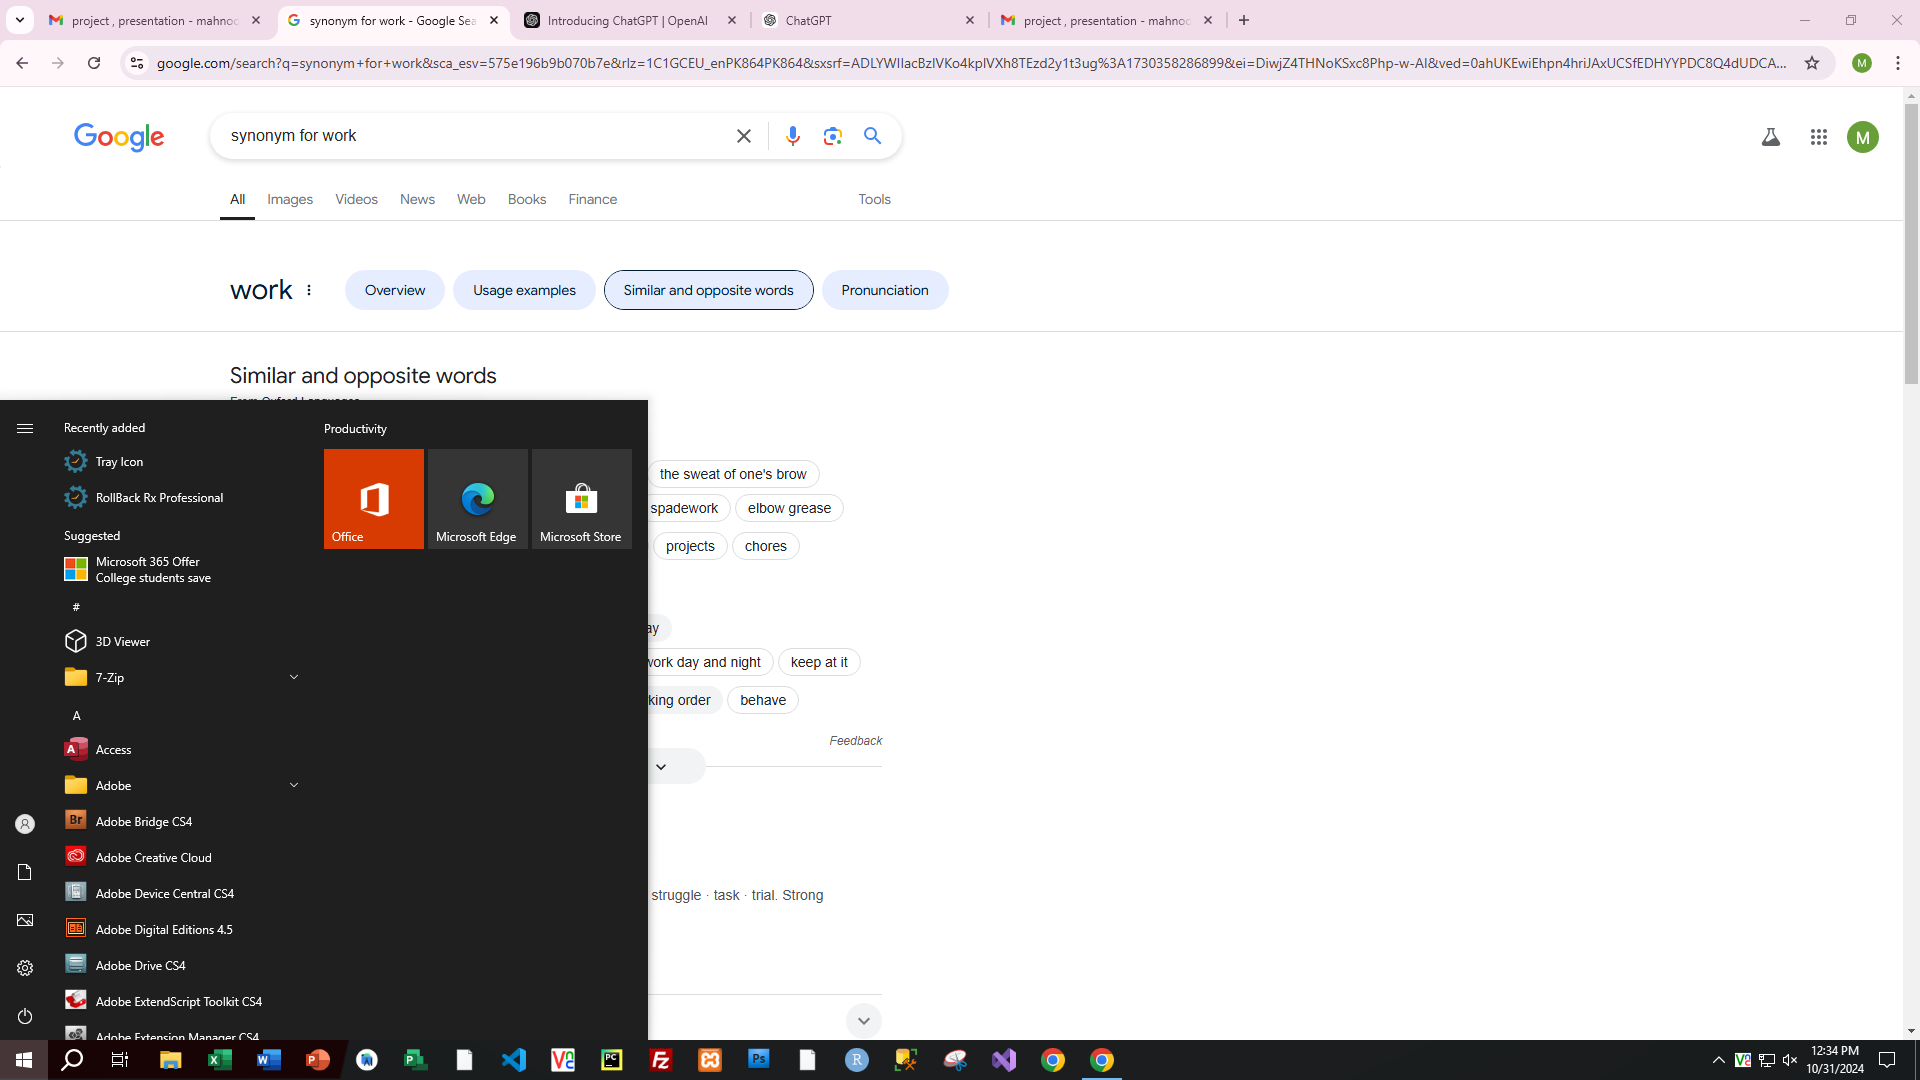 project , presentation - mahnoo
synonym for work - Google Sea
Introducing ChatGPT | OpenAI
ChatGPT
project , presentation - mahnoo
google.com/search?q=synonym+for+work&sca_esv=575e196b9b070b7e&rlz=1C1GCEU_enPK864PK864&sxsrf=ADLYWIIacBzIVKo4kpIVXh8TEzd2y1t3ug%3A1730358286899&ei=DiwjZ4THNoKSxc8Php-w-AI&ved=0ahUKEwiEhpn4hriJAxUCSfEDHYYPDC8Q4dUDCA...
M
Google
synonym for work
M
All Images Videos News Web Books Finance Tools
work
Overview
Usage examples
Similar and opposite words
Pronunciation
Similar and opposite words
From Oxford Languages
Recently added
Tray Icon
RollBack Rx Professional
Suggested
Microsoft 365 Offer
College students save
#
3D Viewer
7-Zip
A
Access
Adobe
Adobe Bridge CS4
Adobe Creative Cloud
Adobe Device Central CS4
Adobe Digital Editions 4.5
Adobe Drive CS4
Adobe ExtendScript Toolkit CS4
Adobe Extension Manager CS4
Productivity
Office
Microsoft Edge
Microsoft Store
the sweat of one's brow
spadework
elbow grease
projects
chores
ay
work day and night
keep at it
king order
behave
Feedback
struggle · task · trial. Strong
12:34 PM
10/31/2024